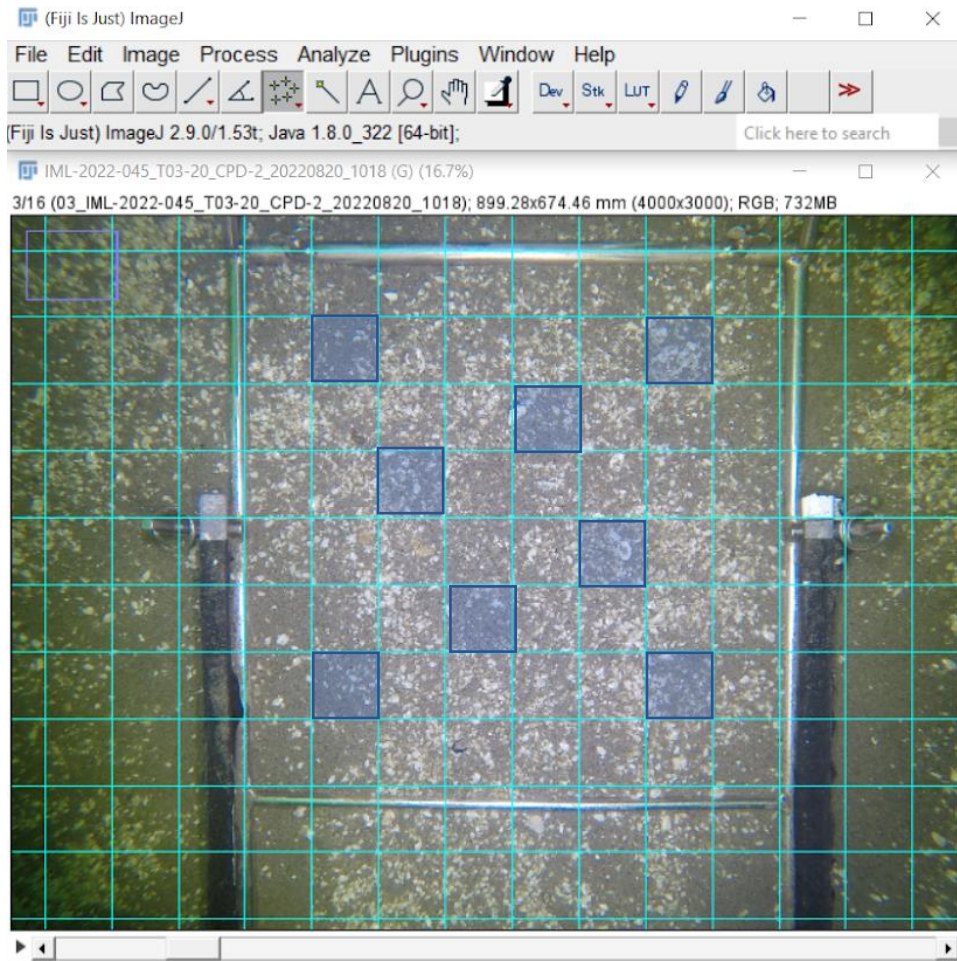 (Fiji Is Just) ImageJ
File Edit Image Process Analyze Plugins Window Help
A Dev Stk LUT >>
(Fiji Is Just) ImageJ 2.9.0/1.53t; Java 1.8.0_322 [64-bit]; Click here to search
IML-2022-045_T03-20_CPD-2_20220820_1018 (G) (16.7%)
3/16 (03_IML-2022-045_T03-20_CPD-2_20220820_1018); 899.28x674.46 mm (4000x3000); RGB; 732MB